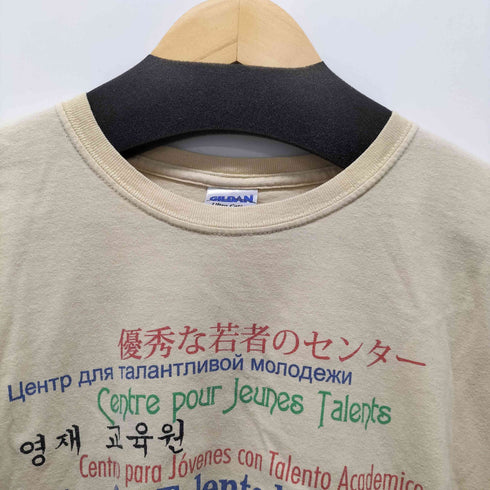 GILDAN
優秀な若者のセンター
Центр для талантливой молодежи
Centre pour Jeunes Talents
영재 교육원
Centro para Jóvenes con Talento Academico